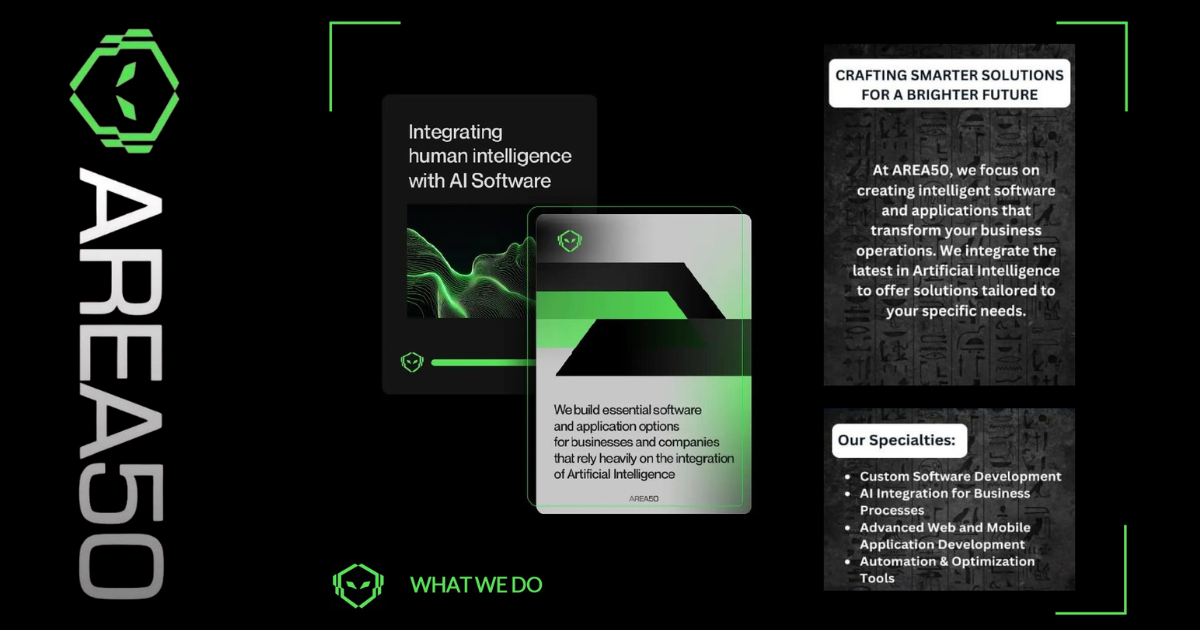 AREA50
Integrating
human intelligence
with AI Software
We build essential software
and application options
for businesses and companies
that rely heavily on the integration
of Artificial Intelligence
AREA50
WHAT WE DO
CRAFTING SMARTER SOLUTIONS
FOR A BRIGHTER FUTURE
At AREA50, we focus on
creating intelligent software
and applications that
transform your business
operations. We integrate the
latest in Artificial Intelligence
to offer solutions tailored to
your specific needs.
Our Specialties:
• Custom Software Development
• AI Integration for Business
Processes
• Advanced Web and Mobile
Application Development
• Automation & Optimization
Tools